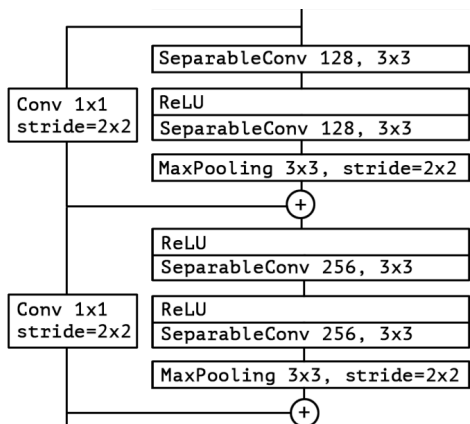 SeparableConv 128, 3x3
Conv 1x1
stride=2x2
ReLU
SeparableConv 128, 3x3
MaxPooling 3x3, stride=2x2
+
ReLU
SeparableConv 256, 3x3
Conv 1x1
stride=2x2
ReLU
SeparableConv 256, 3x3
MaxPooling 3x3, stride=2x2
+